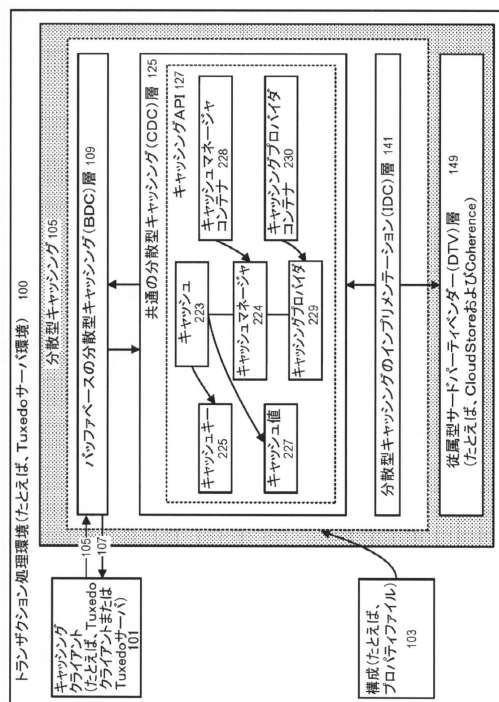 トランザクション処理環境(たとえば、Tuxedoサーバ環境) 100
分散型キャッシング 105
キャッシング
クライアント
(たとえば、Tuxedo
クライアントまたは
Tuxedoサーバ)
101
105
107
バッファベースの分散型キャッシング(BDC)層 109
共通の分散型キャッシング(CDC)層 125
キャッシングAPI 127
キャッシュ
223
キャッシュキー
225
キャッシュ値
227
キャッシュマネージャ
224
キャッシングプロバイダ
229
キャッシュマネージャ
コンテナ
228
キャッシングプロバイダ
コンテナ
230
構成(たとえば、
プロパティファイル)
103
分散型キャッシングのインプリメンテーション(IDC)層 141
従属型サードパーティベンダー(DTV)層
(たとえば、CloudStoreおよびCoherence)
149